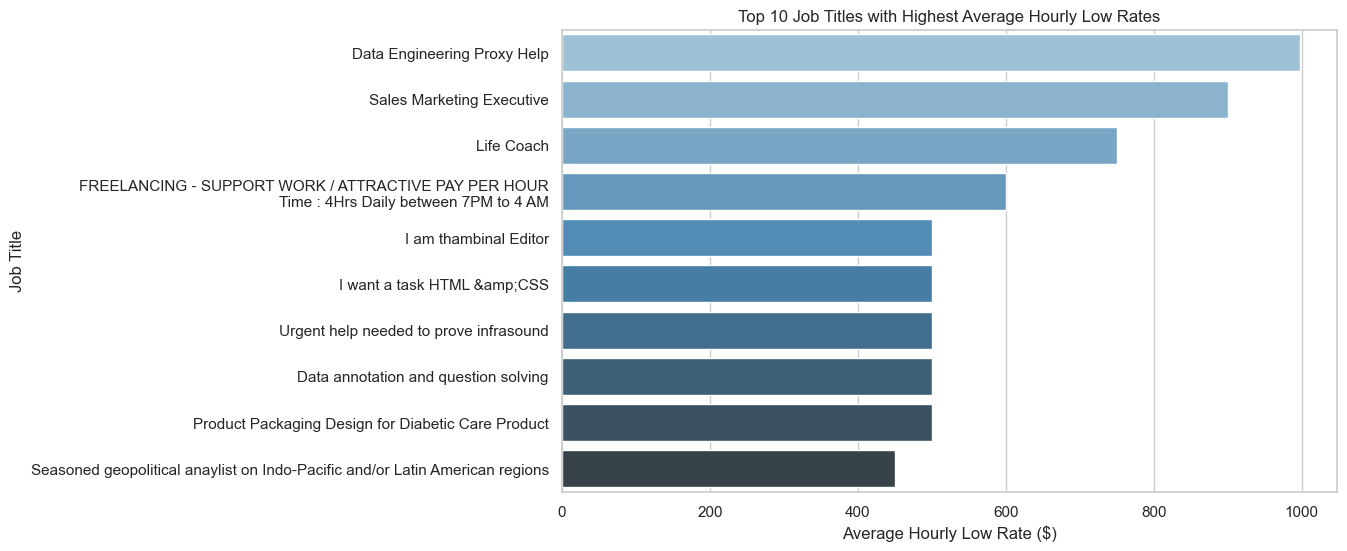 Top 10 Job Titles with Highest Average Hourly Low Rates
Job Title
Data Engineering Proxy Help
Sales Marketing Executive
Life Coach
FREELANCING - SUPPORT WORK / ATTRACTIVE PAY PER HOUR
Time : 4Hrs Daily between 7PM to 4 AM
I am thambinal Editor
I want a task HTML &amp;CSS
Urgent help needed to prove infrasound
Data annotation and question solving
Product Packaging Design for Diabetic Care Product
Seasoned geopolitical anaylist on Indo-Pacific and/or Latin American regions
0 200 400 600 800 1000
Average Hourly Low Rate ($)